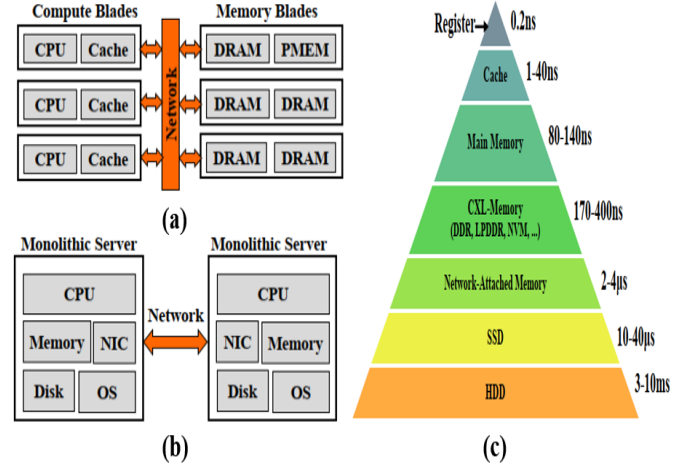 Compute Blades
Memory Blades
CPU Cache
DRAM PMEM
CPU Cache
DRAM DRAM
CPU Cache
DRAM DRAM
Network
(a)
Monolithic Server
CPU
Memory NIC
Disk OS
Network
Monolithic Server
CPU
NIC Memory
Disk OS
(b)
Register
0.2ns
Cache
1-40ns
Main Memory
80-140ns
CXL-Memory
(DDR, LPDDR, NVM, ...)
170-400ns
Network-Attached Memory
2-4µs
SSD
10-40µs
HDD
3-10ms
(c)